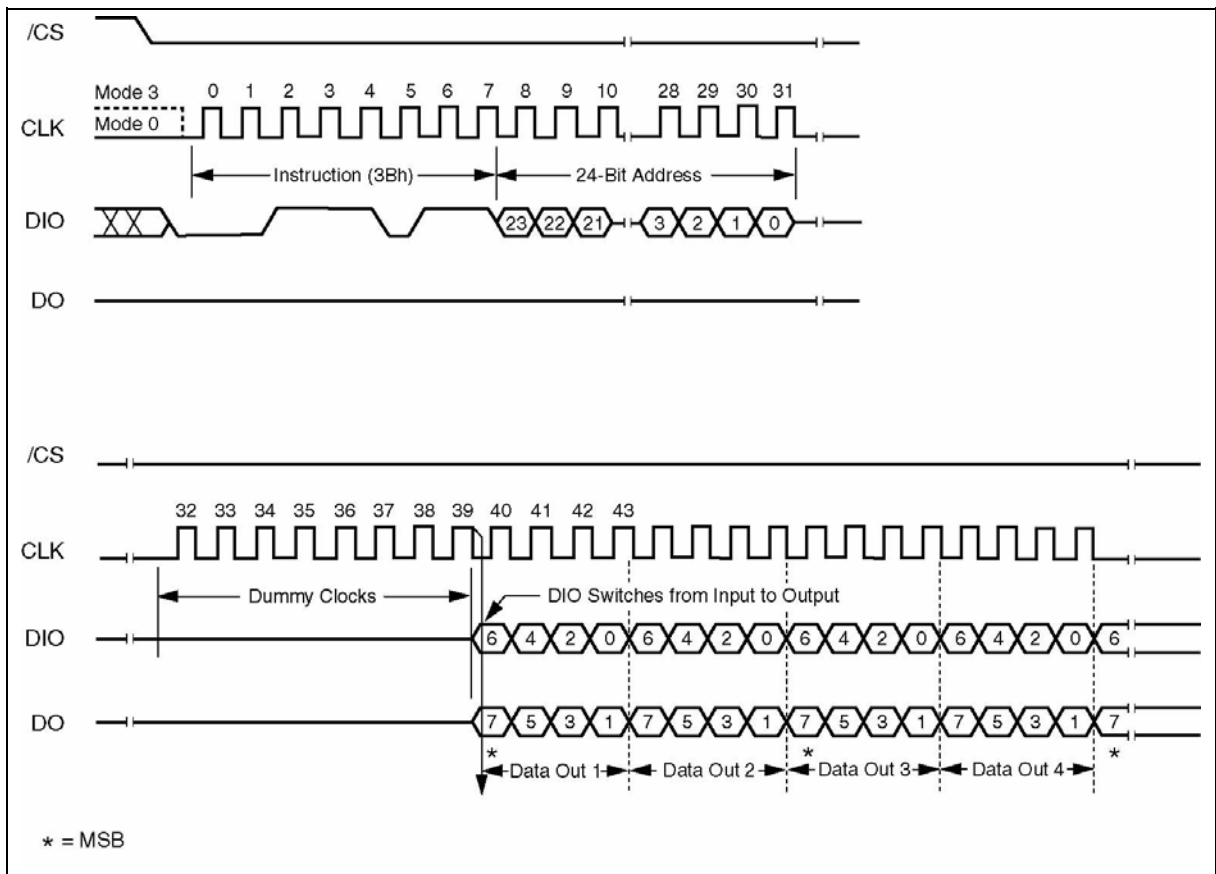 /CS
Mode 3 0 1 2 3 4 5 6 7 8 9 10 28 29 30 31
CLK Mode 0
Instruction (3Bh) 24-Bit Address
DIO 23 22 21 3 2 1 0
DO
/CS
32 33 34 35 36 37 38 39 40 41 42 43
CLK
Dummy Clocks DIO Switches from Input to Output
DIO 6 4 2 0 6 4 2 0 6 4 2 0 6 4 2 0 6
DO 7 5 3 1 7 5 3 1 7 5 3 1 7 5 3 1 7
* * *
Data Out 1 Data Out 2 Data Out 3 Data Out 4
* = MSB